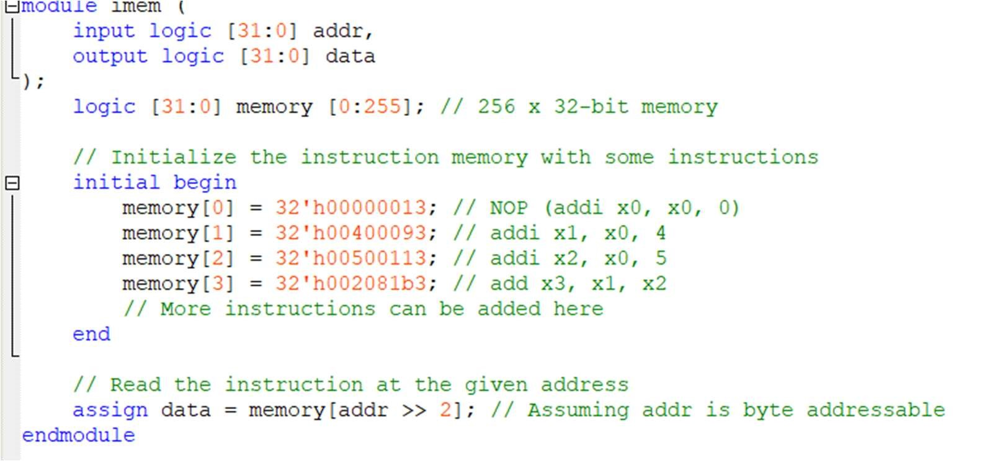 module imem (
    input logic [31:0] addr,
    output logic [31:0] data
);
    logic [31:0] memory [0:255]; // 256 x 32-bit memory
    // Initialize the instruction memory with some instructions
    initial begin
        memory[0] = 32'h00000013; // NOP (addi x0, x0, 0)
        memory[1] = 32'h00400093; // addi x1, x0, 4
        memory[2] = 32'h00500113; // addi x2, x0, 5
        memory[3] = 32'h002081b3; // add x3, x1, x2
        // More instructions can be added here
    end
    // Read the instruction at the given address
    assign data = memory[addr >> 2]; // Assuming addr is byte addressable
endmodule